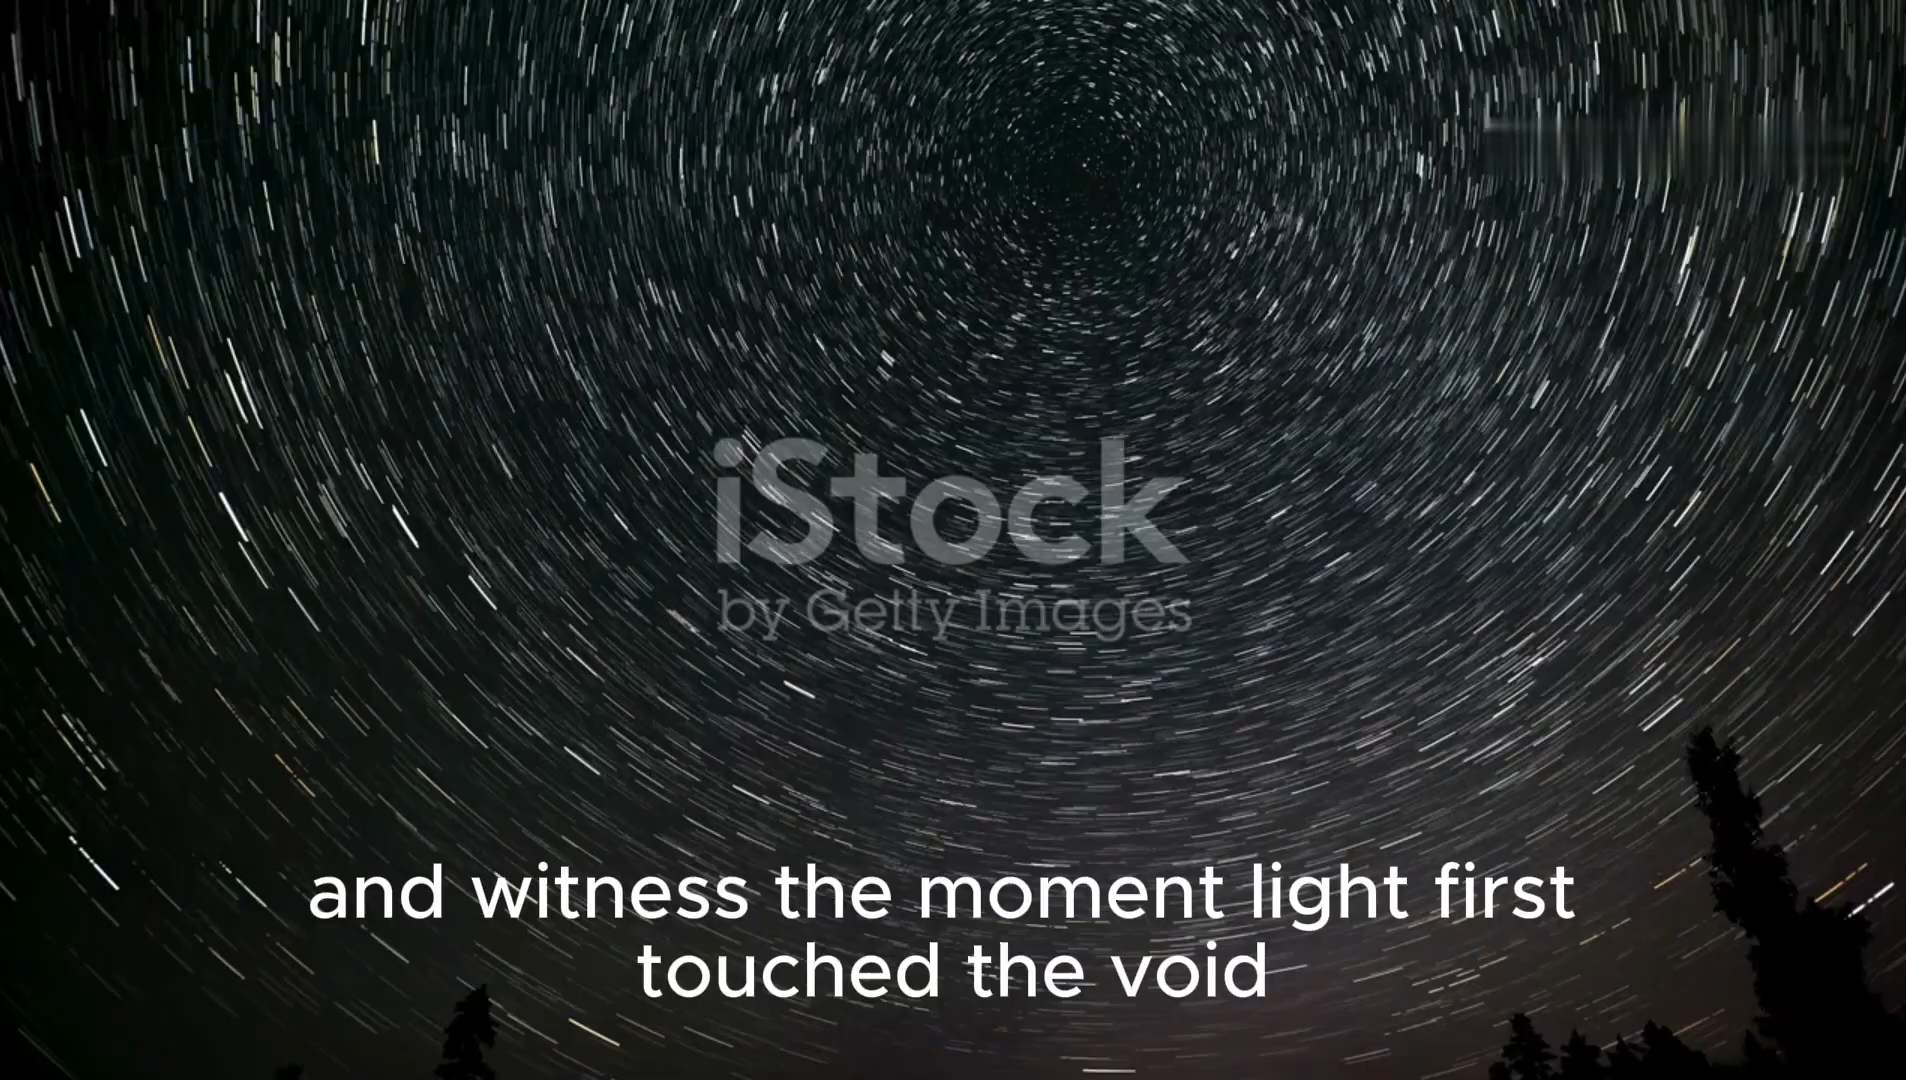 iStock
by Getty Images
and witness the moment light first
touched the void